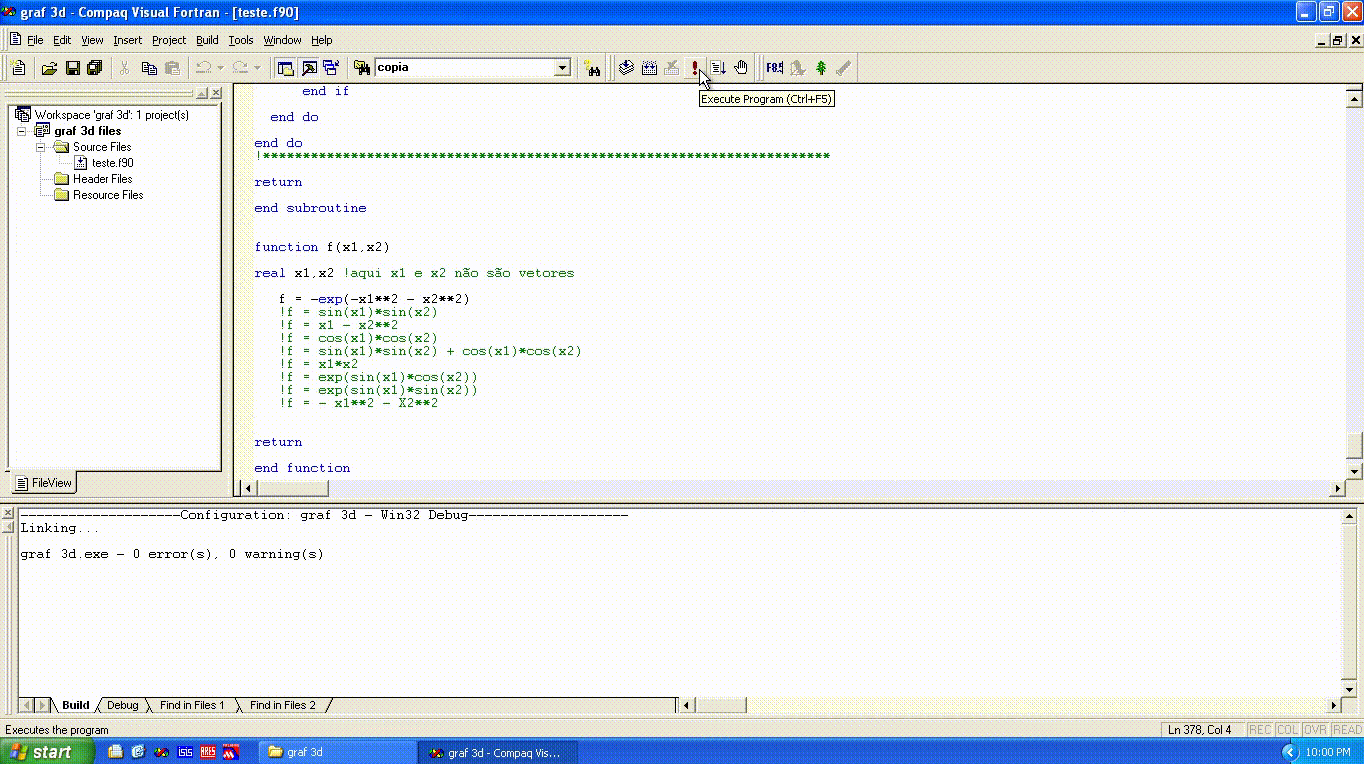 graf 3d - Compaq Visual Fortran - [teste.f90]
File Edit View Insert Project Build Tools Window Help
copia
Execute Program (Ctrl+F5)
Workspace 'graf 3d': 1 project(s)
graf 3d files
Source Files
teste.f90
Header Files
Resource Files
FileView
end if
end do
end do
!***********************************************************************
return
end subroutine
function f(x1,x2)
real x1,x2 !aqui x1 e x2 não são vetores
f = -exp(-x1**2 - x2**2)
!f = sin(x1)*sin(x2)
!f = x1 - x2**2
!f = cos(x1)*cos(x2)
!f = sin(x1)*sin(x2) + cos(x1)*cos(x2)
!f = x1*x2
!f = exp(sin(x1)*cos(x2))
!f = exp(sin(x1)*sin(x2))
!f = - x1**2 - X2**2
return
end function
--------------------Configuration: graf 3d - Win32 Debug--------------------
Linking...
graf 3d.exe - 0 error(s), 0 warning(s)
Build Debug Find in Files 1 Find in Files 2
Executes the program
Ln 378, Col 4 REC COL OVR READ
start
ISIS
ARES
graf 3d
graf 3d - Compaq Vis...
10:00 PM